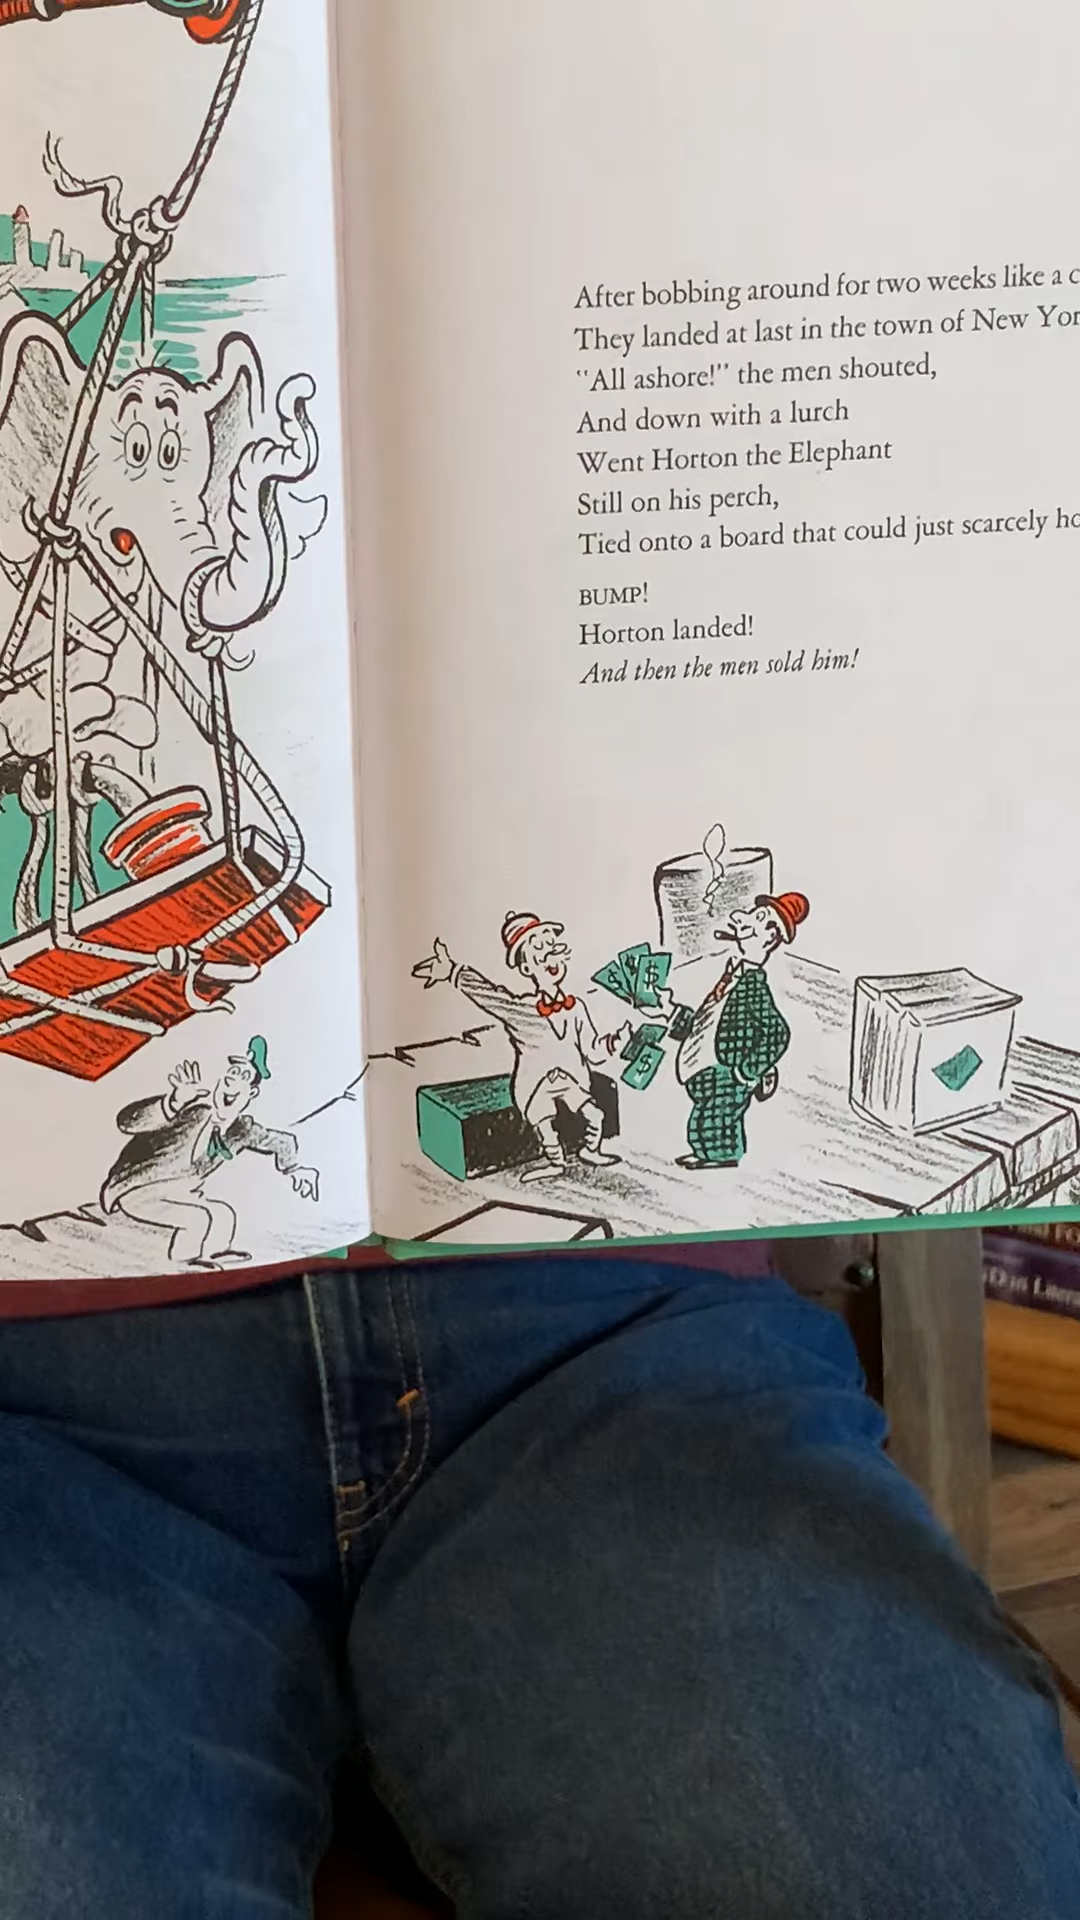 After bobbing around for two weeks like a c
They landed at last in the town of New Yor
"All ashore!" the men shouted,
And down with a lurch
Went Horton the Elephant
Still on his perch,
Tied onto a board that could just scarcely ho
BUMP!
Horton landed!
And then the men sold him!
$ $ $
$